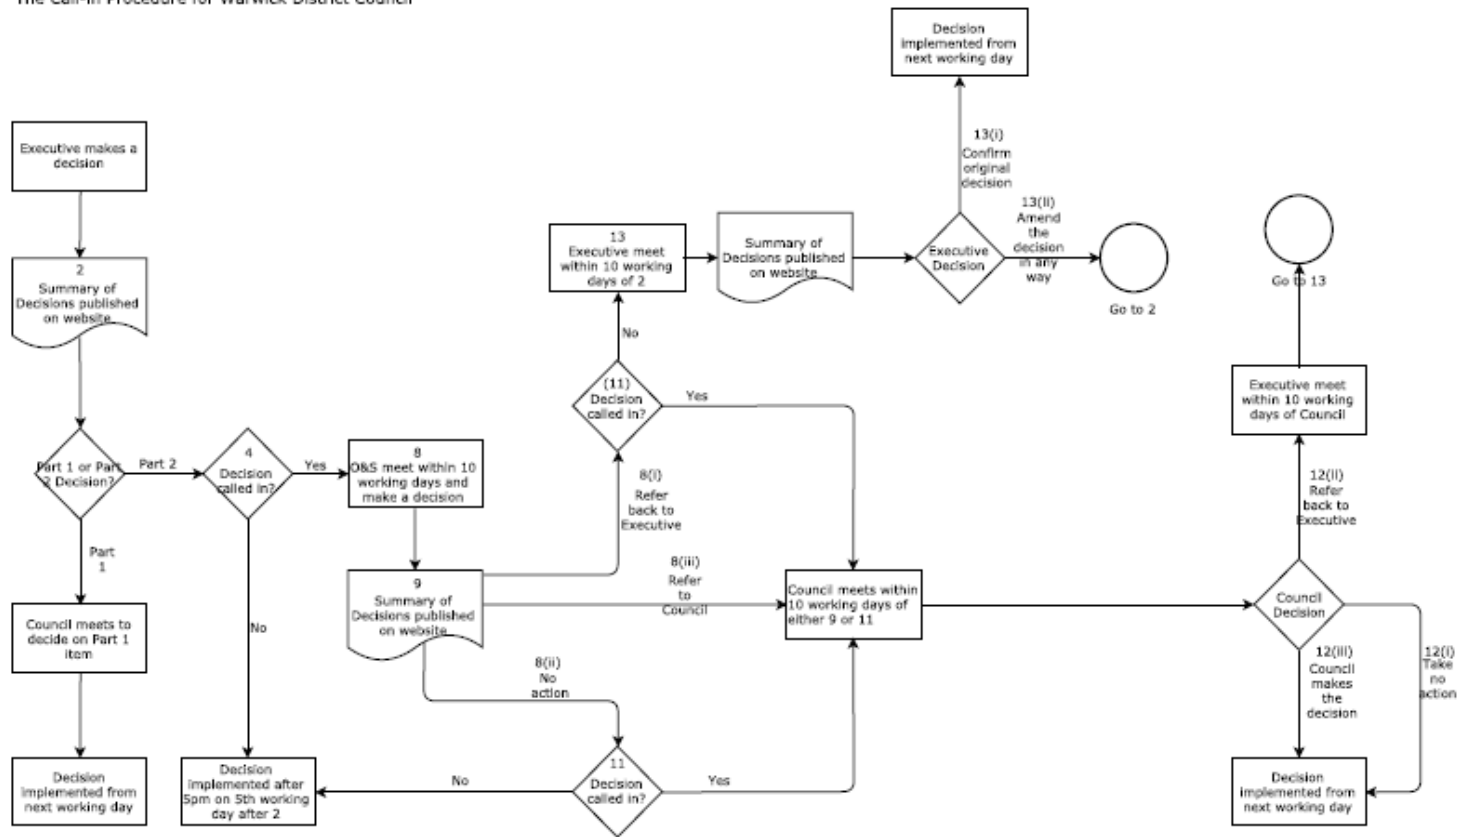 The Call-in Procedure for Warwick District Council
Decision
implemented from
next working day
Executive makes a
decision
13(i)
Confirm
original
decision
13(ii)
Amend
the
decision
in any
way
13
Executive meet
within 10 working
days of 2
Summary of
Decisions published
on website
Executive
Decision
Go to 2
Go to 13
2
Summary of
Decisions published
on website
No
(11)
Decision
called in?
Yes
Executive meet
within 10 working
days of Council
Part 1 or Part
2 Decision?
Part 2
4
Decision
called in?
Yes
8
O&S meet within 10
working days and
make a decision
8(i)
Refer
back to
Executive
12(ii)
Refer
back to
Executive
Part
1
9
Summary of
Decisions published
on website
8(iii)
Refer
to
Council
Council meets within
10 working days of
either 9 or 11
Council
Decision
Council meets to
decide on Part 1
item
No
8(ii)
No
action
12(iii)
Council
makes
the
decision
12(i)
Take
no
action
Decision
implemented from
next working day
Decision
implemented after
5pm on 5th working
day after 2
No
11
Decision
called in?
Yes
Decision
implemented from
next working day